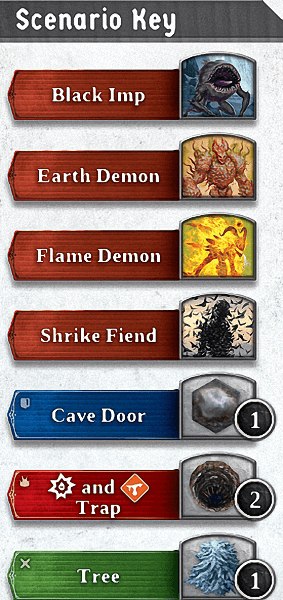 Scenario Key
Black Imp
Earth Demon
Flame Demon
Shrike Fiend
Cave Door
1
and
Trap
2
Tree
1